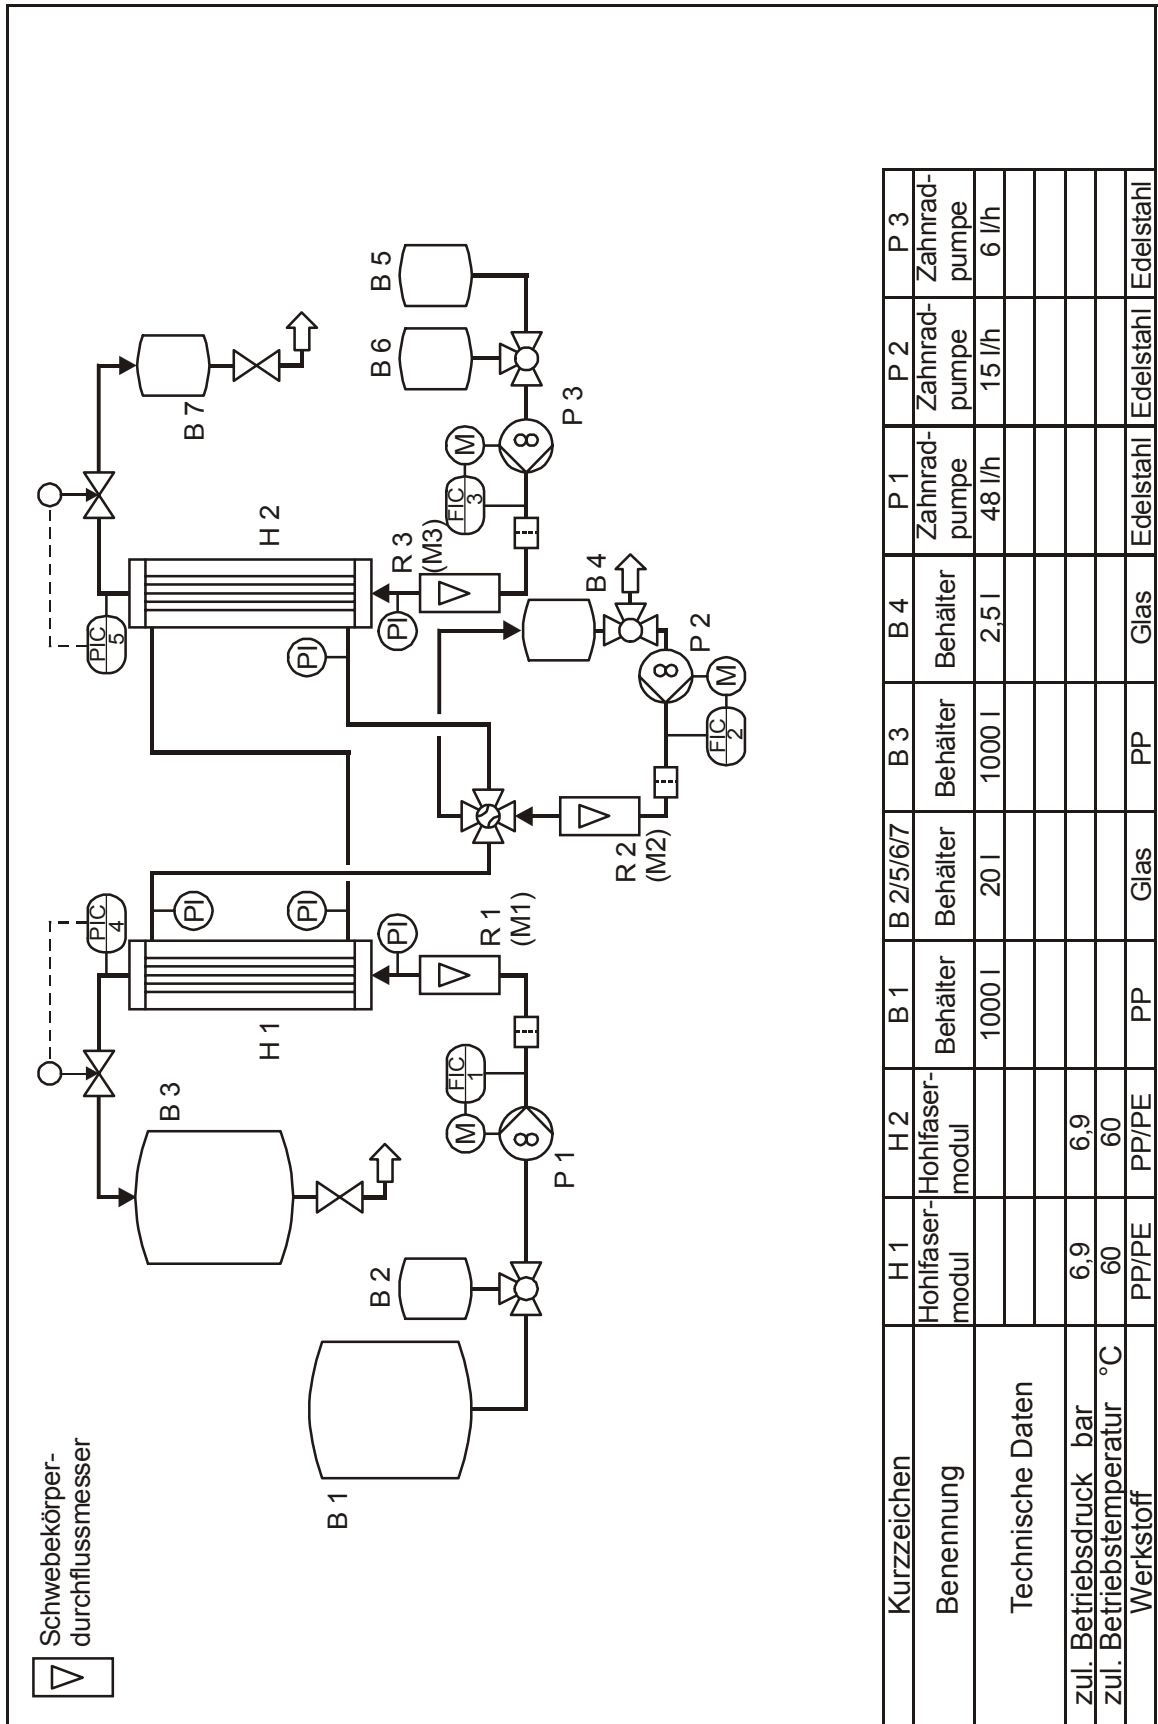 Schwebekörper-
durchflussmesser
B 1
B 2
B 3
H 1
PIC
4
PI
PI
PI
R 1
(M1)
FIC
1
M
P 1
H 2
PIC
5
PI
PI
R 3
(M3)
FIC
3
M
P 3
B 7
B 6
B 5
B 4
P 2
M
FIC
2
R 2
(M2)
Kurzzeichen H 1 H 2 B 1 B 2/5/6/7 B 3 B 4 P 1 P 2 P 3
Benennung Hohlfaser- Hohlfaser- Behälter Behälter Behälter Behälter Zahnrad- Zahnrad- Zahnrad-
modul modul pumpe pumpe pumpe
Technische Daten 1000 l 20 l 1000 l 2,5 l 48 l/h 15 l/h 6 l/h
zul. Betriebsdruck bar 6,9 6,9
zul. Betriebstemperatur °C 60 60
Werkstoff PP/PE PP/PE PP Glas PP Glas Edelstahl Edelstahl Edelstahl